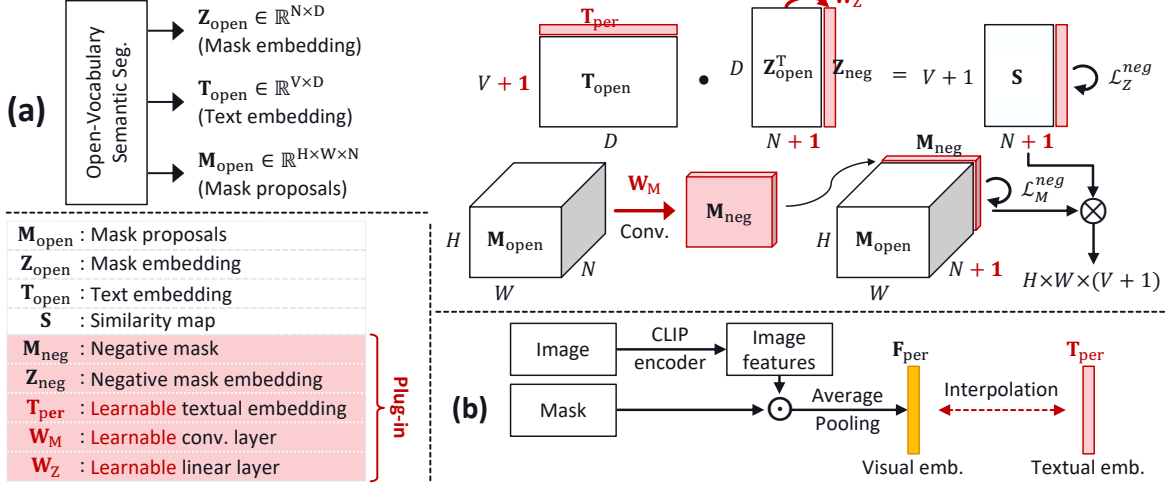 (a)
Open-Vocabulary
Semantic Seg.
Z_open ∈ ℝ^{N×D}
(Mask embedding)
T_open ∈ ℝ^{V×D}
(Text embedding)
M_open ∈ ℝ^{H×W×N}
(Mask proposals)
T_per
V + 1
T_open
D
•
W_Z
D
Z_open^T
Z_neg
N + 1
=
V + 1
S
N + 1
ℒ_Z^{neg}
H
M_open
W
N
W_M
Conv.
M_neg
M_neg
H
M_open
W
N + 1
ℒ_M^{neg}
⊗
H×W×(V + 1)
M_open : Mask proposals
Z_open : Mask embedding
T_open : Text embedding
S : Similarity map
M_neg : Negative mask
Z_neg : Negative mask embedding
T_per : Learnable textual embedding
W_M : Learnable conv. layer
W_Z : Learnable linear layer
Plug-in
(b)
Image
CLIP
encoder
Image
features
Mask
⊙
Average
Pooling
F_per
Visual emb.
Interpolation
T_per
Textual emb.